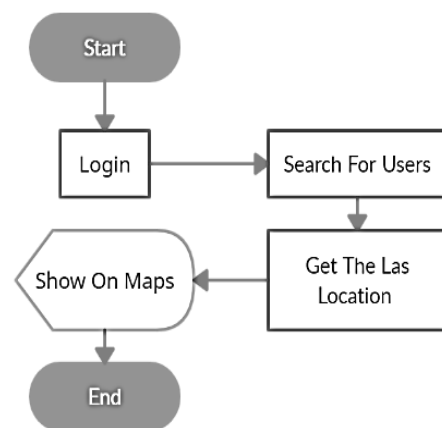 Start
Login
Search For Users
Get The Las
Location
Show On Maps
End